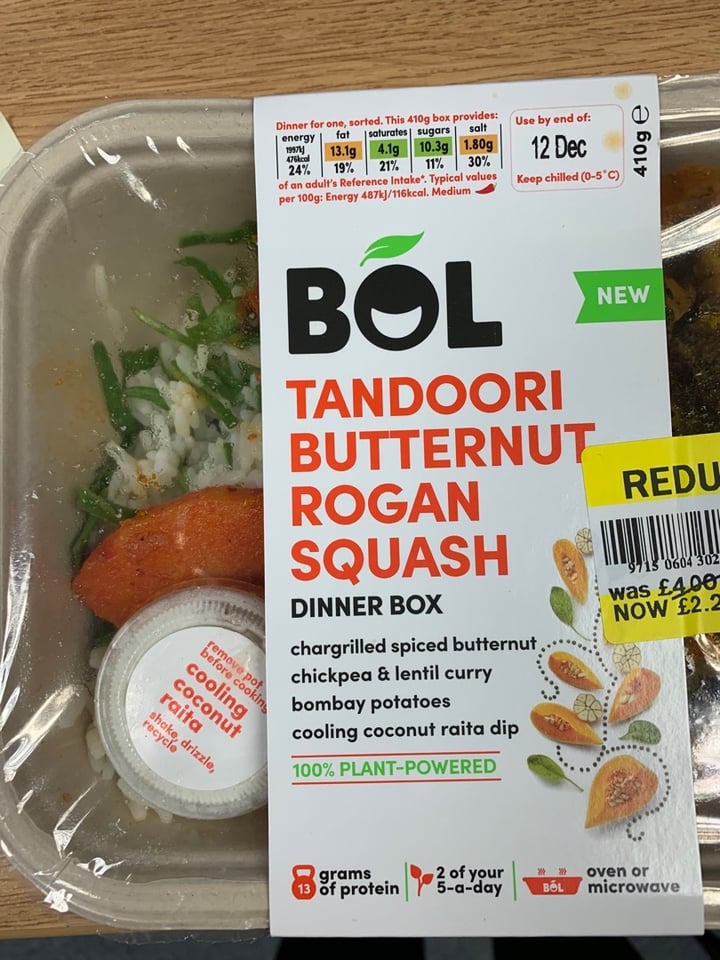 Dinner for one, sorted. This 410g box provides:
energy fat saturates sugars salt
1997kJ
476kcal 13.1g 4.1g 10.3g 1.80g
24% 19% 21% 11% 30%
of an adult's Reference Intake*. Typical values
per 100g: Energy 487kJ/116kcal. Medium
Use by end of:
12 Dec
Keep chilled (0-5°C)
410g e
BOL
NEW
TANDOORI
BUTTERNUT
ROGAN
SQUASH
DINNER BOX
chargrilled spiced butternut
chickpea & lentil curry
bombay potatoes
cooling coconut raita dip
100% PLANT-POWERED
REDU
9715 0604 302
was £4.00
NOW £2.2
remove pot
before cooking
cooling
coconut
raita
shake, drizzle,
recycle
13 grams
of protein
2 of your
5-a-day
BOL
oven or
microwave